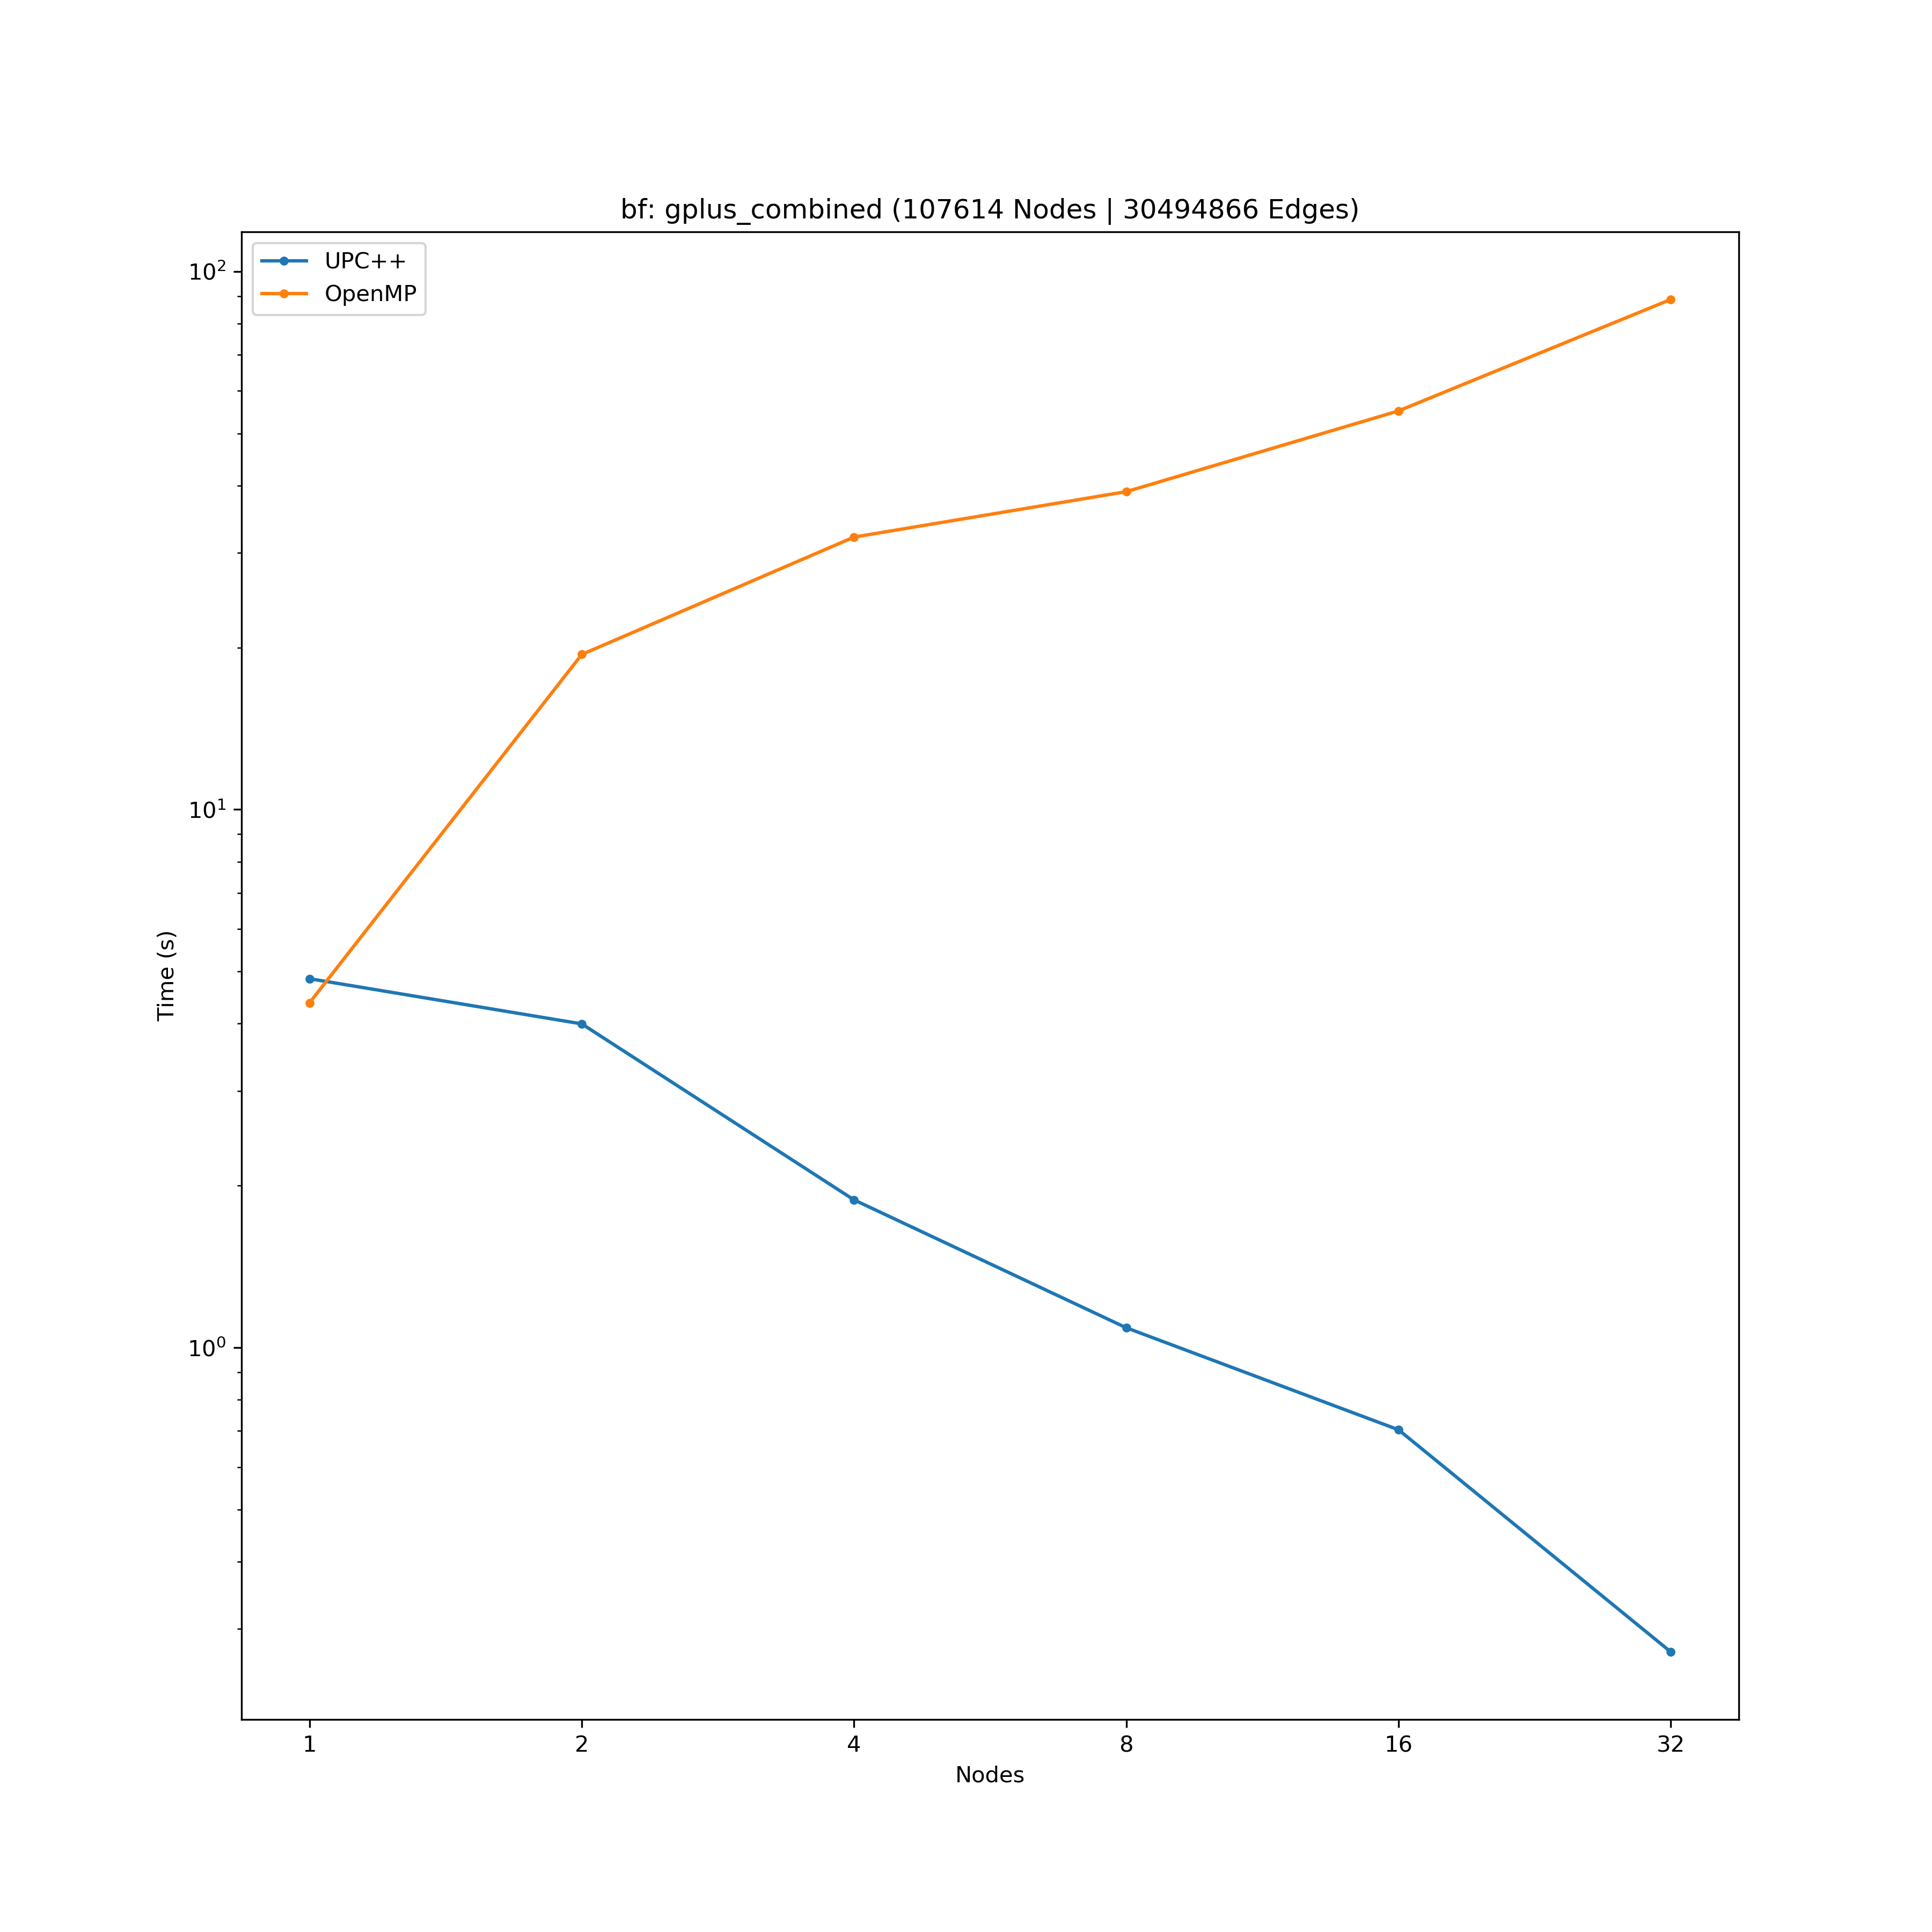 bf: gplus_combined (107614 Nodes | 30494866 Edges)
UPC++
OpenMP
10²
10¹
10⁰
Time (s)
1 2 4 8 16 32
Nodes